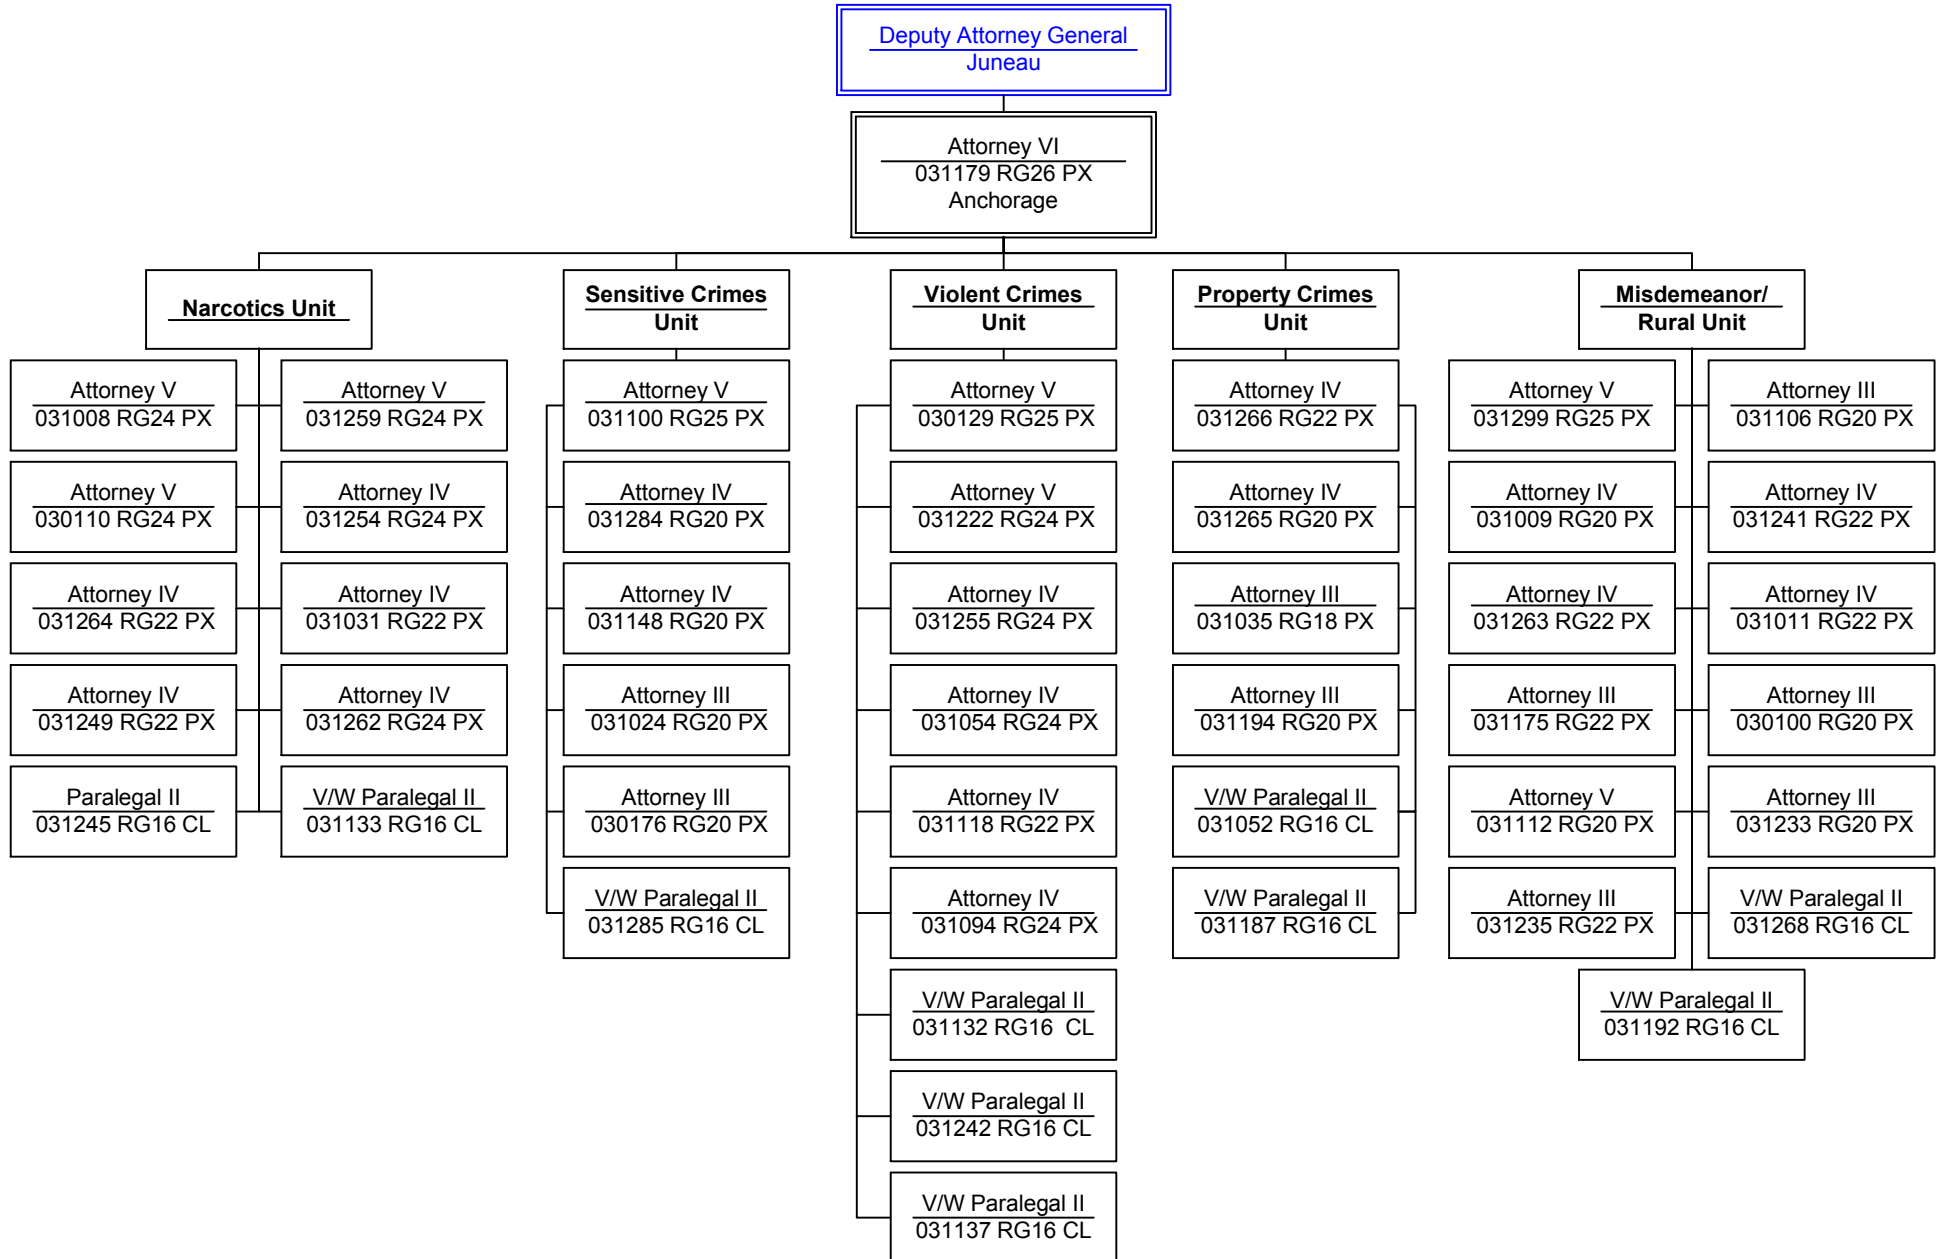 Deputy Attorney General
Juneau
Attorney VI
031179 RG26 PX
Anchorage
Narcotics Unit
Attorney V
031008 RG24 PX
Attorney V
031259 RG24 PX
Attorney V
030110 RG24 PX
Attorney IV
031254 RG24 PX
Attorney IV
031264 RG22 PX
Attorney IV
031031 RG22 PX
Attorney IV
031249 RG22 PX
Attorney IV
031262 RG24 PX
Paralegal II
031245 RG16 CL
V/W Paralegal II
031133 RG16 CL
Sensitive Crimes
Unit
Attorney V
031100 RG25 PX
Attorney IV
031284 RG20 PX
Attorney IV
031148 RG20 PX
Attorney III
031024 RG20 PX
Attorney III
030176 RG20 PX
V/W Paralegal II
031285 RG16 CL
Violent Crimes
Unit
Attorney V
030129 RG25 PX
Attorney V
031222 RG24 PX
Attorney IV
031255 RG24 PX
Attorney IV
031054 RG24 PX
Attorney IV
031118 RG22 PX
Attorney IV
031094 RG24 PX
V/W Paralegal II
031132 RG16  CL
V/W Paralegal II
031242 RG16 CL
V/W Paralegal II
031137 RG16 CL
Property Crimes
Unit
Attorney IV
031266 RG22 PX
Attorney IV
031265 RG20 PX
Attorney III
031035 RG18 PX
Attorney III
031194 RG20 PX
V/W Paralegal II
031052 RG16 CL
V/W Paralegal II
031187 RG16 CL
Misdemeanor/
Rural Unit
Attorney V
031299 RG25 PX
Attorney III
031106 RG20 PX
Attorney IV
031009 RG20 PX
Attorney IV
031241 RG22 PX
Attorney IV
031263 RG22 PX
Attorney IV
031011 RG22 PX
Attorney III
031175 RG22 PX
Attorney III
030100 RG20 PX
Attorney V
031112 RG20 PX
Attorney III
031233 RG20 PX
Attorney III
031235 RG22 PX
V/W Paralegal II
031268 RG16 CL
V/W Paralegal II
031192 RG16 CL